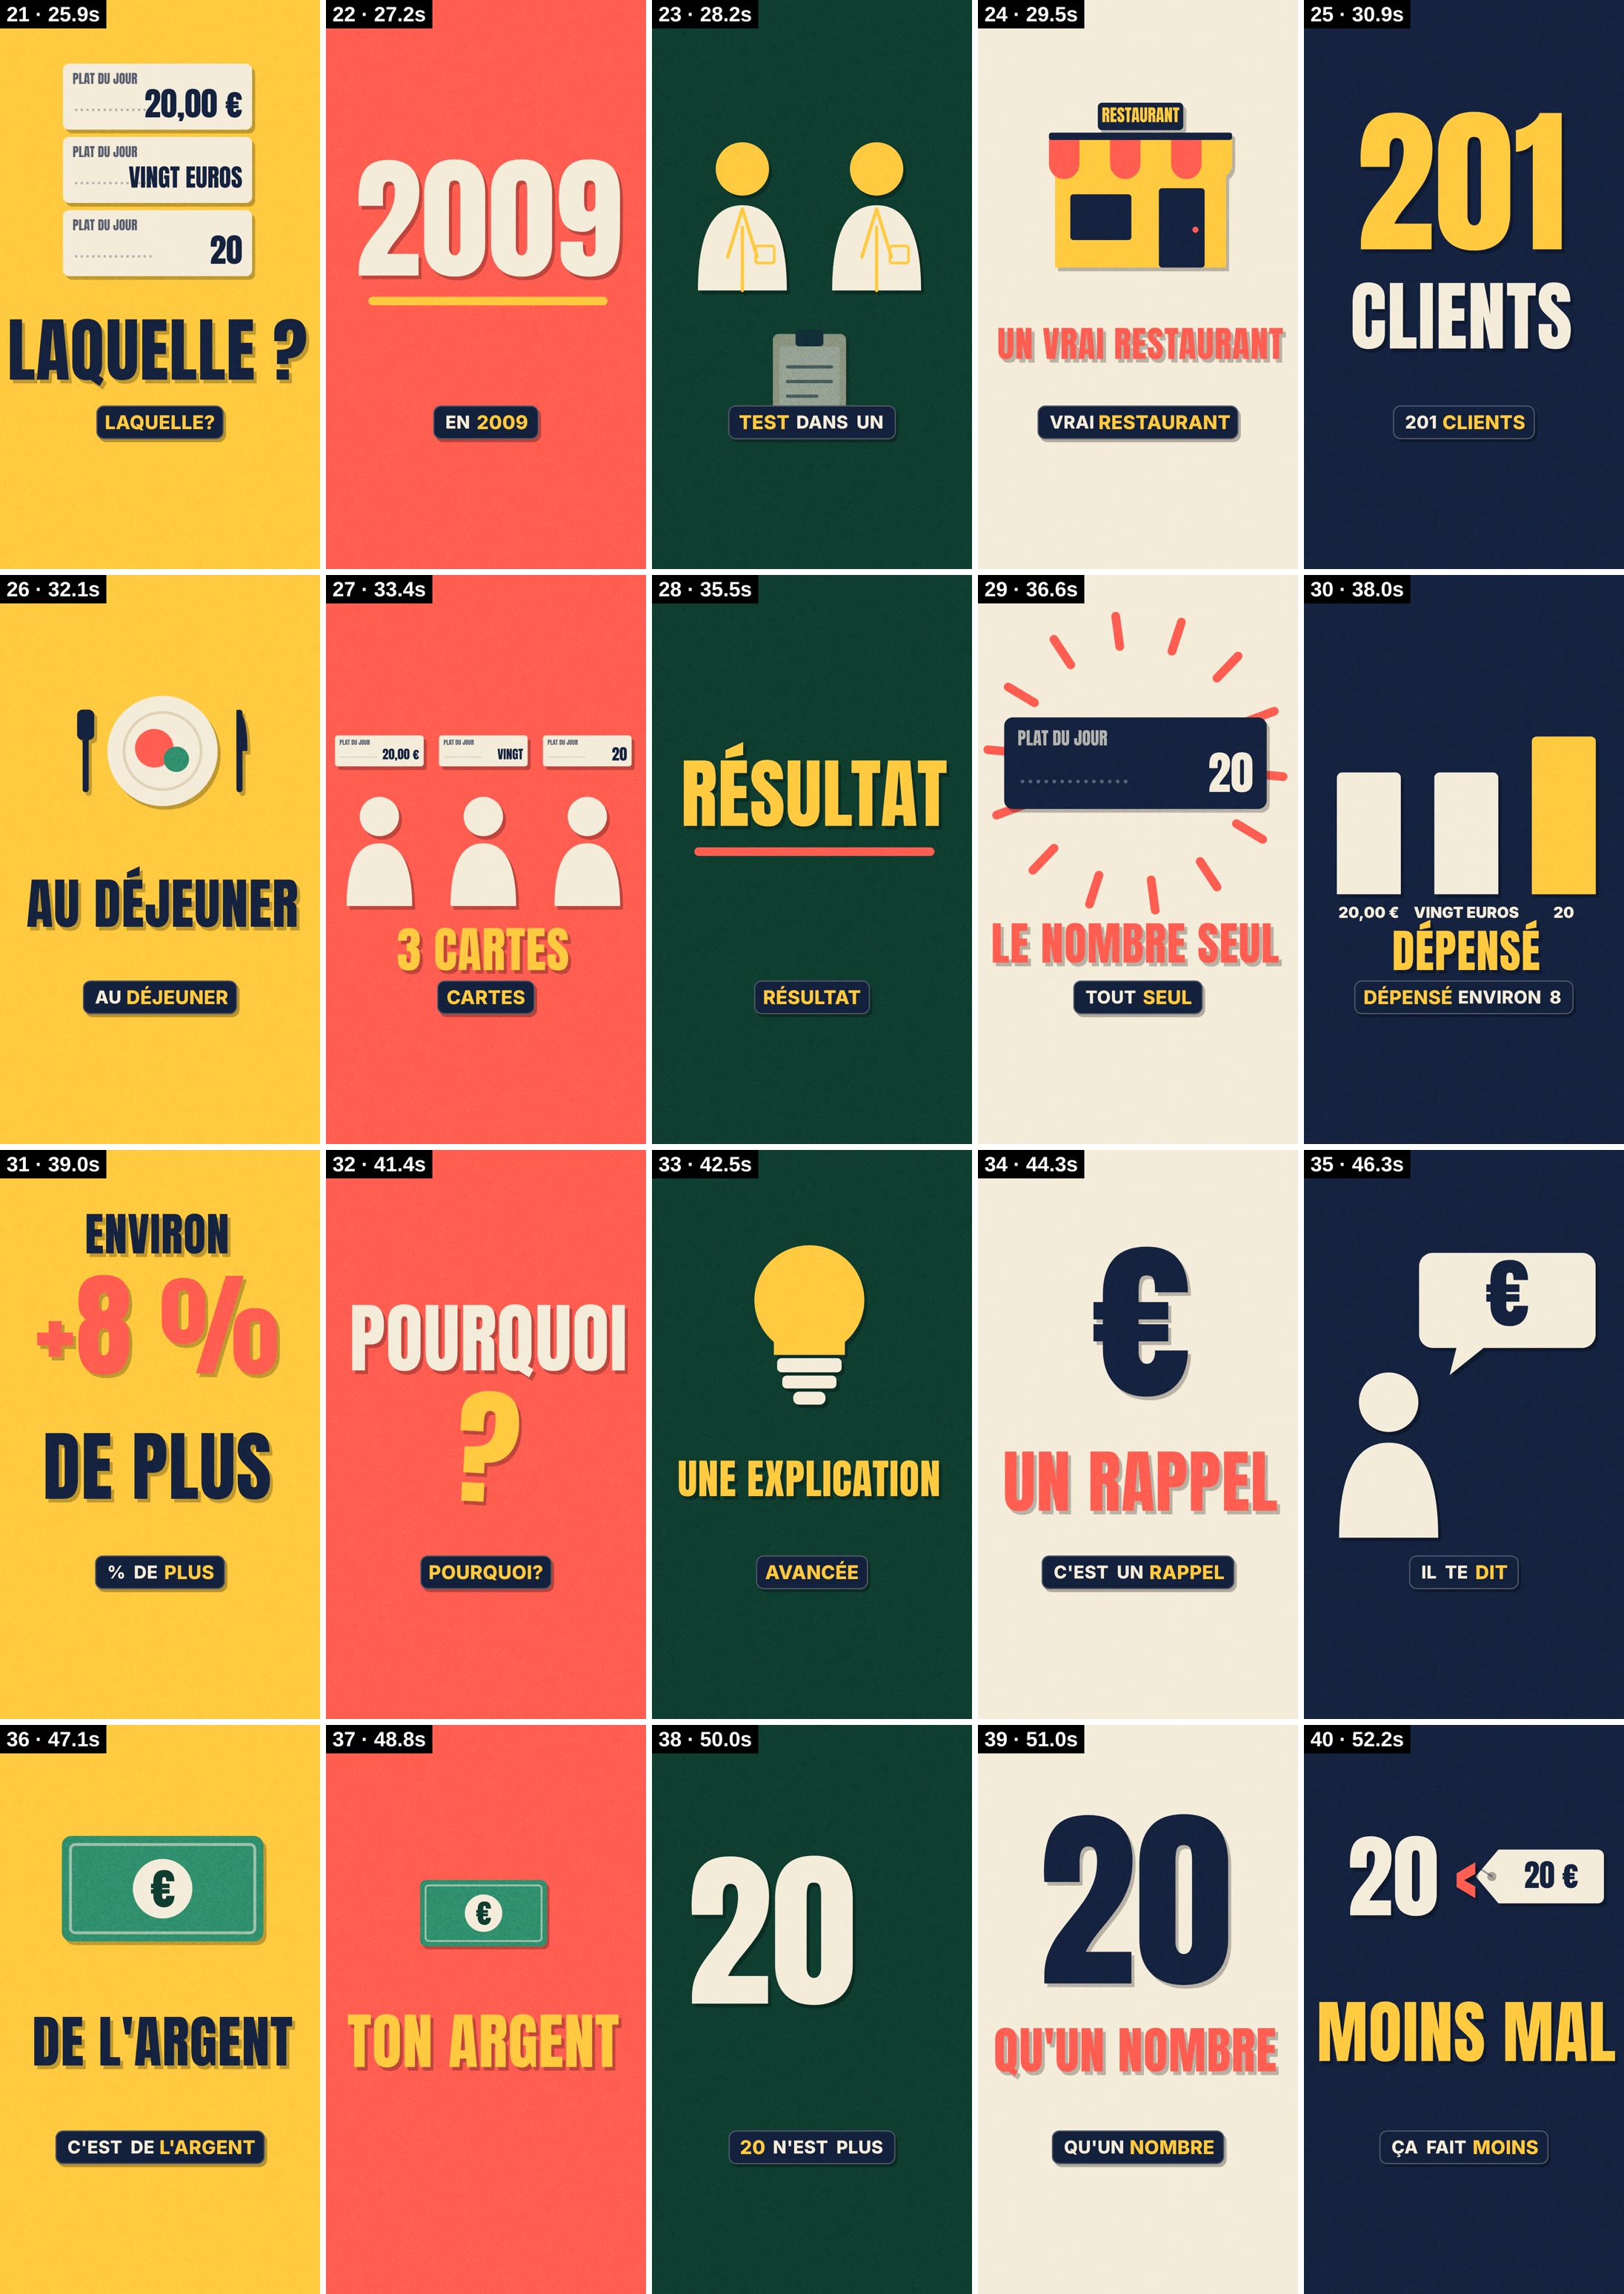 21 · 25.9s
PLAT DU JOUR
20,00 €
PLAT DU JOUR
VINGT EUROS
PLAT DU JOUR
20
LAQUELLE ?
LAQUELLE?
22 · 27.2s
2009
EN 2009
23 · 28.2s
TEST DANS UN
24 · 29.5s
RESTAURANT
UN VRAI RESTAURANT
VRAI RESTAURANT
25 · 30.9s
201
CLIENTS
201 CLIENTS
26 · 32.1s
AU DÉJEUNER
AU DÉJEUNER
27 · 33.4s
PLAT DU JOUR
20,00 €
PLAT DU JOUR
VINGT
PLAT DU JOUR
20
3 CARTES
CARTES
28 · 35.5s
RÉSULTAT
RÉSULTAT
29 · 36.6s
PLAT DU JOUR
20
LE NOMBRE SEUL
TOUT SEUL
30 · 38.0s
20,00 € VINGT EUROS 20
DÉPENSÉ
DÉPENSÉ ENVIRON 8
31 · 39.0s
ENVIRON
+8 %
DE PLUS
% DE PLUS
32 · 41.4s
POURQUOI
?
POURQUOI?
33 · 42.5s
UNE EXPLICATION
AVANCÉE
34 · 44.3s
€
UN RAPPEL
C'EST UN RAPPEL
35 · 46.3s
€
IL TE DIT
36 · 47.1s
€
DE L'ARGENT
C'EST DE L'ARGENT
37 · 48.8s
€
TON ARGENT
38 · 50.0s
20
20 N'EST PLUS
39 · 51.0s
20
QU'UN NOMBRE
QU'UN NOMBRE
40 · 52.2s
20 < 20 €
MOINS MAL
ÇA FAIT MOINS